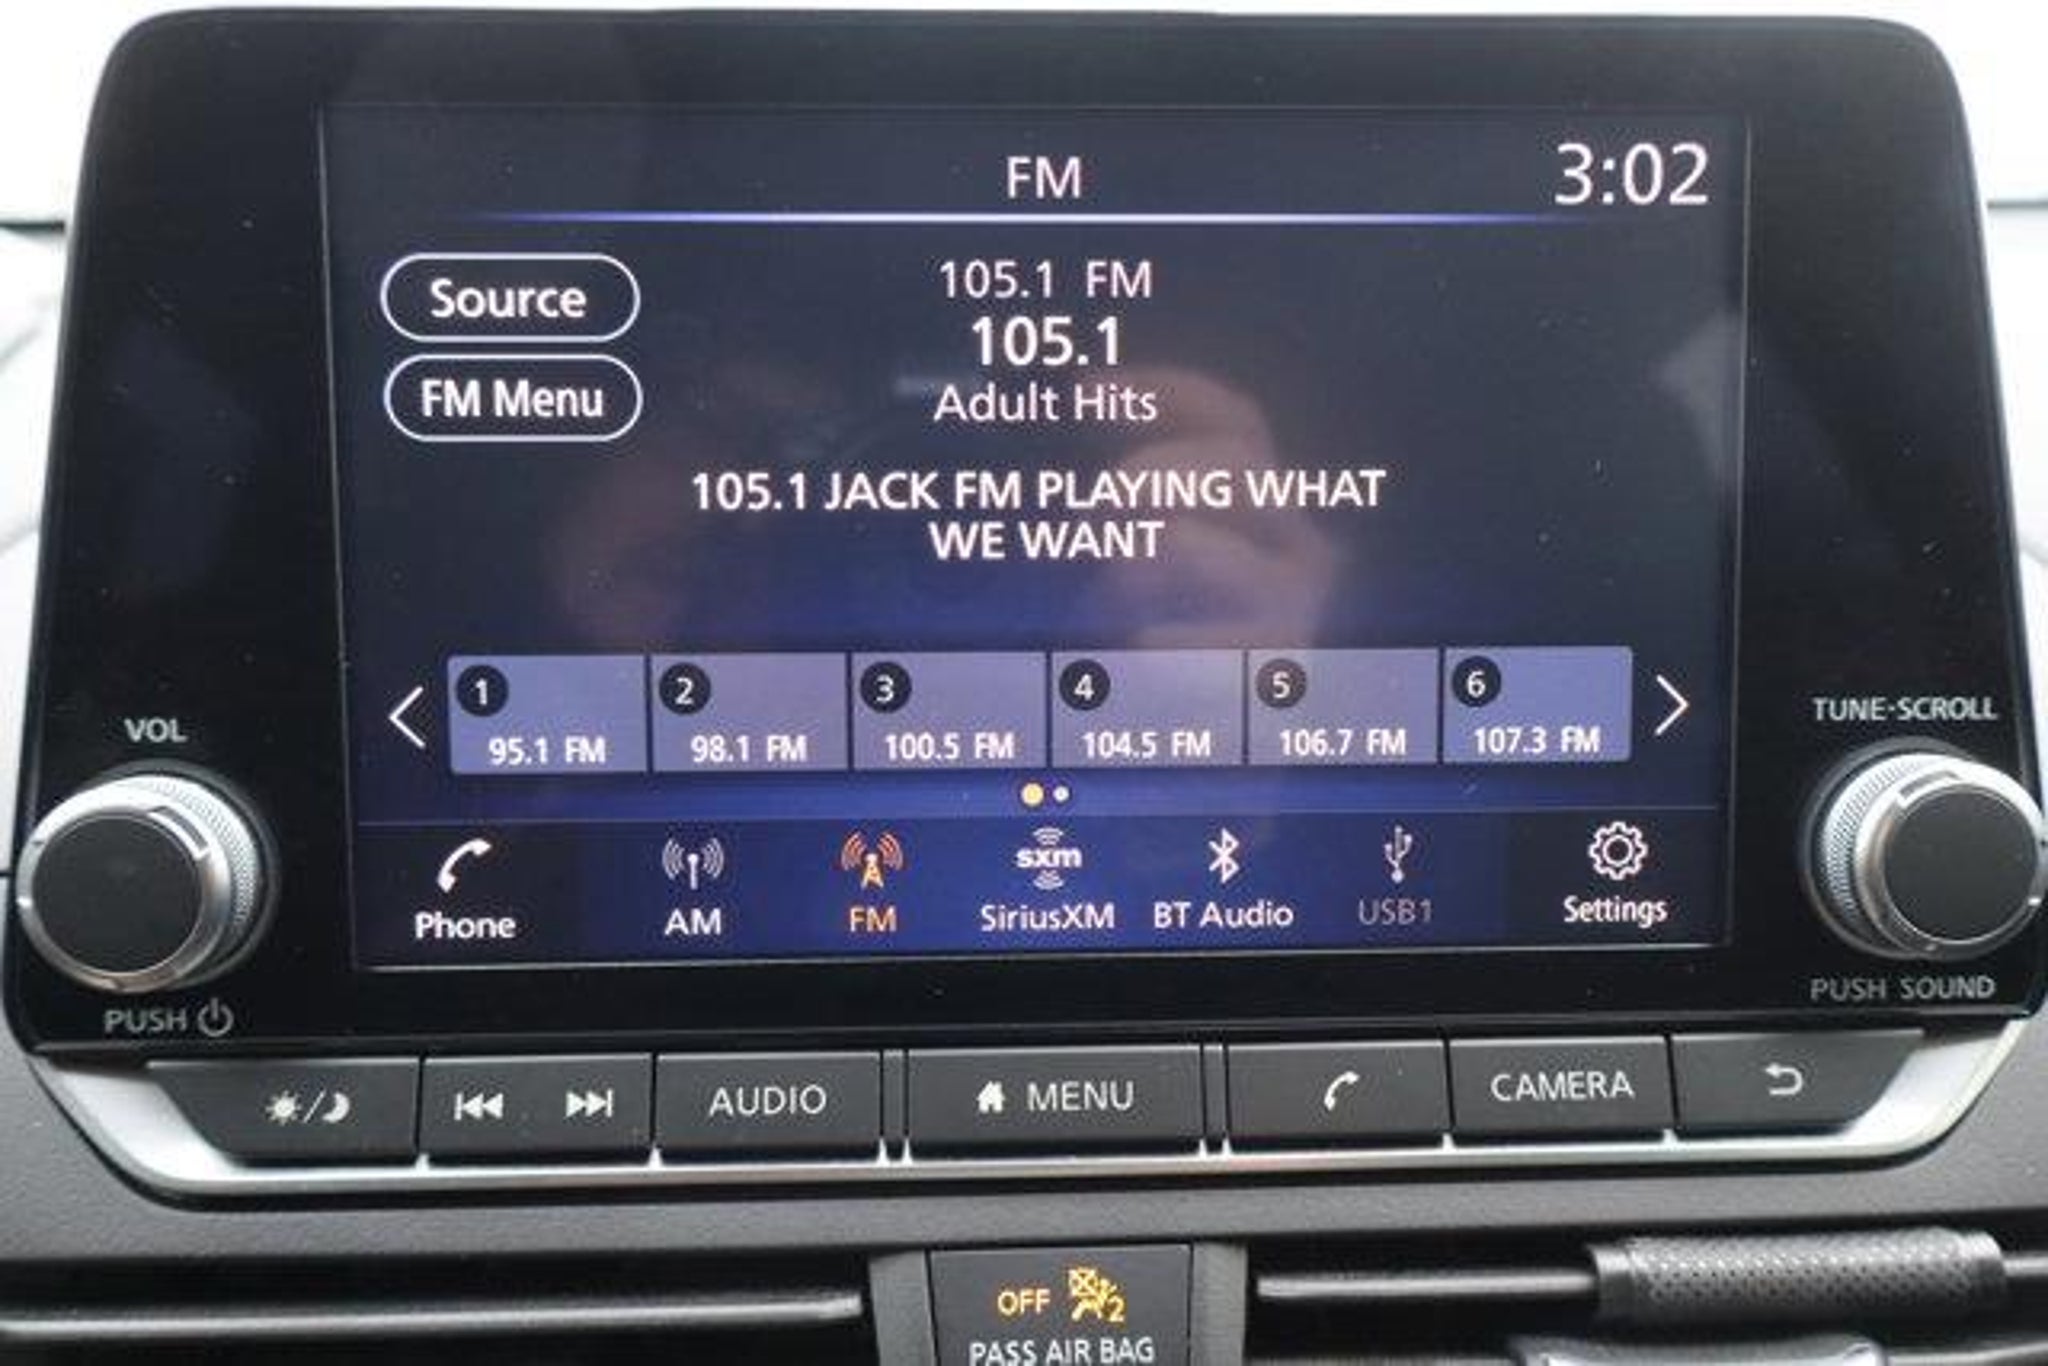 FM
3:02
Source
FM Menu
105.1 FM
105.1
Adult Hits
105.1 JACK FM PLAYING WHAT
WE WANT
1 2 3 4 5 6
95.1 FM 98.1 FM 100.5 FM 104.5 FM 106.7 FM 107.3 FM
VOL
TUNE·SCROLL
sxm
Phone AM FM SiriusXM BT Audio USB1 Settings
PUSH
PUSH SOUND
AUDIO MENU CAMERA
OFF 2
PASS AIR BAG